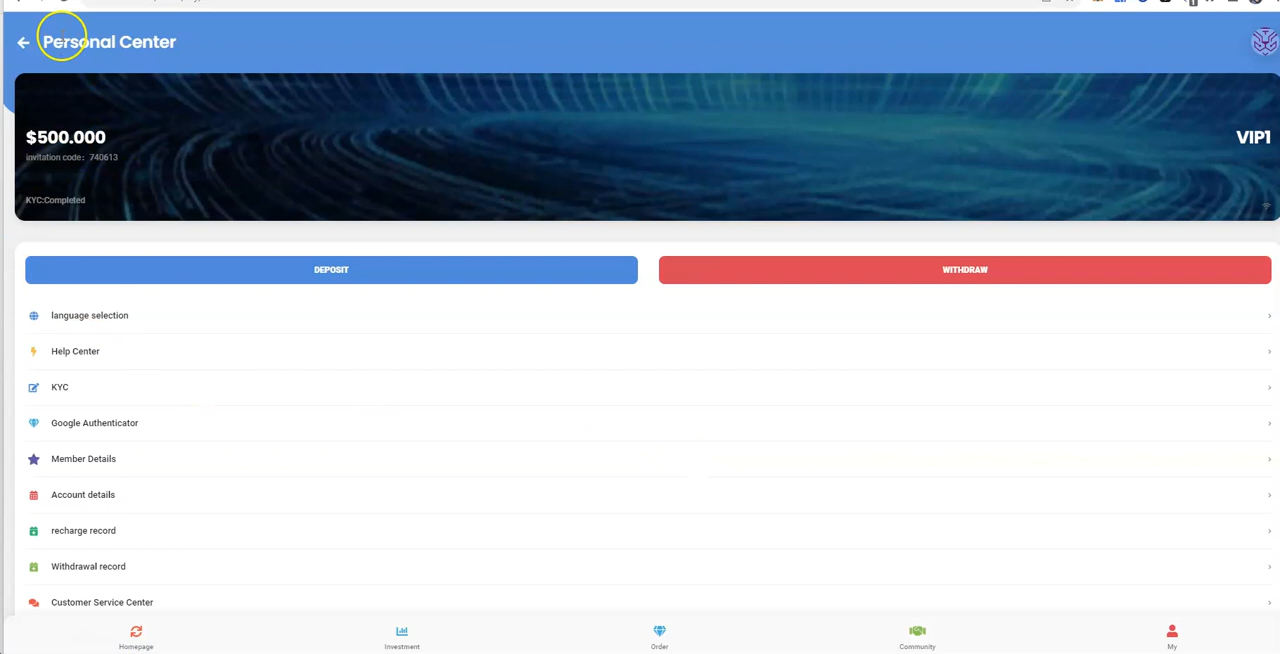 Personal Center
$500.000
VIP1
invitation code: 740613
KYC:Completed
DEPOSIT
WITHDRAW
language selection
Help Center
KYC
Google Authenticator
Member Details
Account details
recharge record
Withdrawal record
Customer Service Center
Homepage
Investment
Order
Community
My